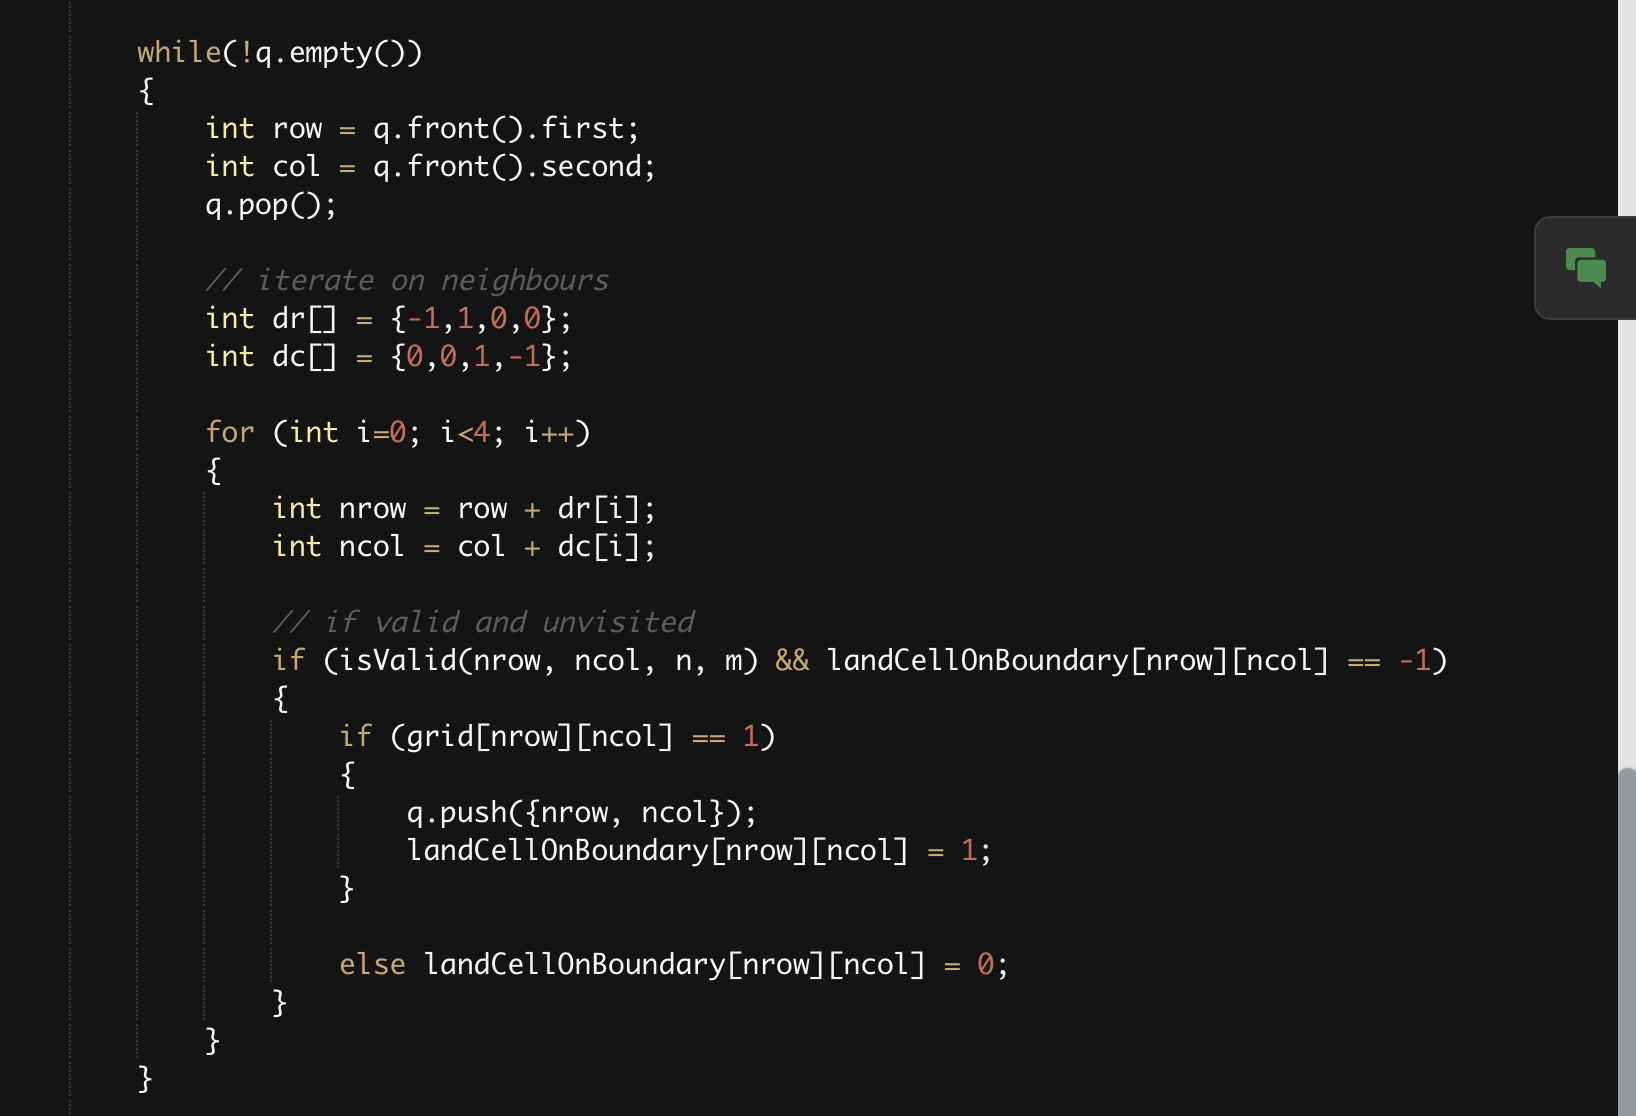 while(!q.empty())
{
int row = q.front().first;
int col = q.front().second;
q.pop();
// iterate on neighbours
int dr[] = {-1,1,0,0};
int dc[] = {0,0,1,-1};
for (int i=0; i<4; i++)
{
int nrow = row + dr[i];
int ncol = col + dc[i];
// if valid and unvisited
if (isValid(nrow, ncol, n, m) && landCellOnBoundary[nrow][ncol] == -1)
{
if (grid[nrow][ncol] == 1)
{
q.push({nrow, ncol});
landCellOnBoundary[nrow][ncol] = 1;
}
else landCellOnBoundary[nrow][ncol] = 0;
}
}
}